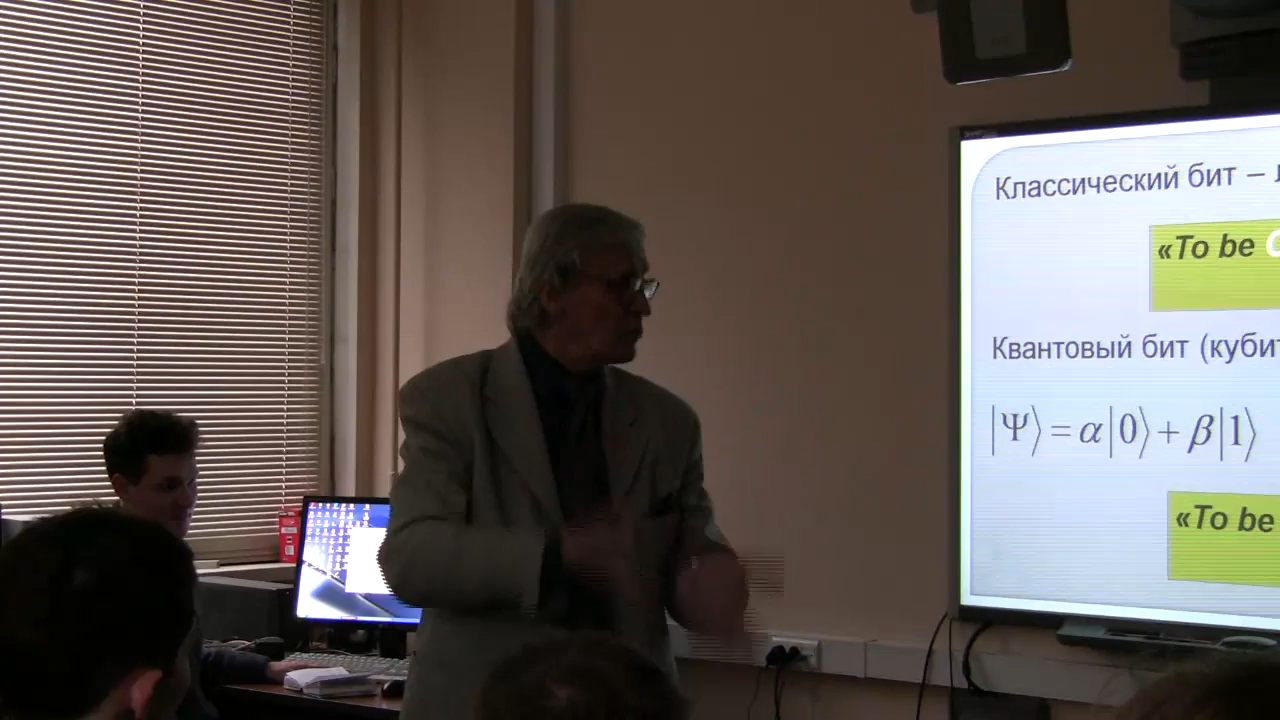 Классический бит –
«To be
Квантовый бит (куби
|Ψ⟩ = α|0⟩ + β|1⟩
«To be